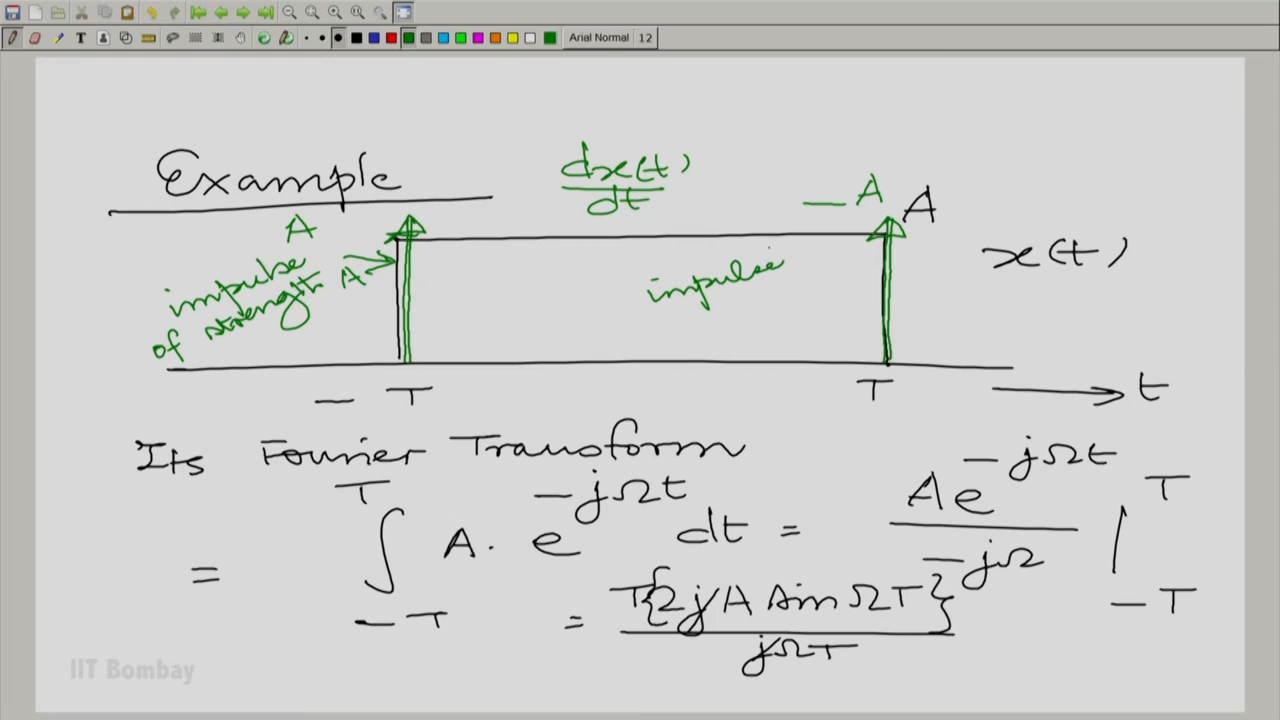 Arial Normal 12
Example
dx(t)
dt
A
- A
A
impulse
of strength A
impulse
x(t)
- T
T
t
Its Fourier Transform
= ∫_{-T}^{T} A · e^{-jΩt} dt = A e^{-jΩt} / -jΩ |_{-T}^{T}
= T{2jA Sin ΩT} / jΩT
IIT Bombay